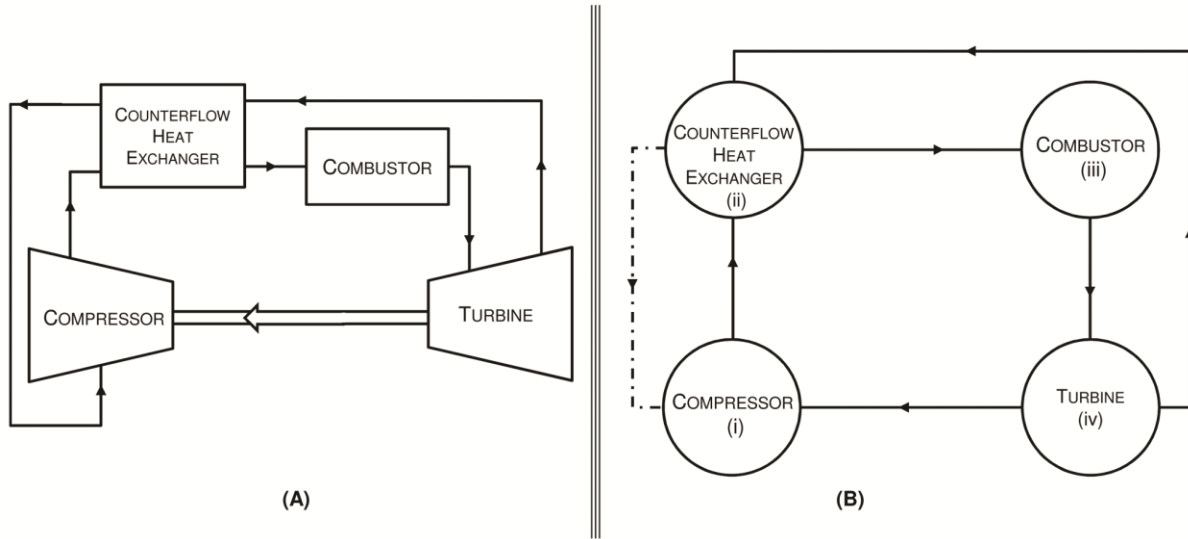 COUNTERFLOW
HEAT
EXCHANGER
COMBUSTOR
COMPRESSOR
TURBINE
(A)
COUNTERFLOW
HEAT
EXCHANGER
(ii)
COMBUSTOR
(iii)
COMPRESSOR
(i)
TURBINE
(iv)
(B)